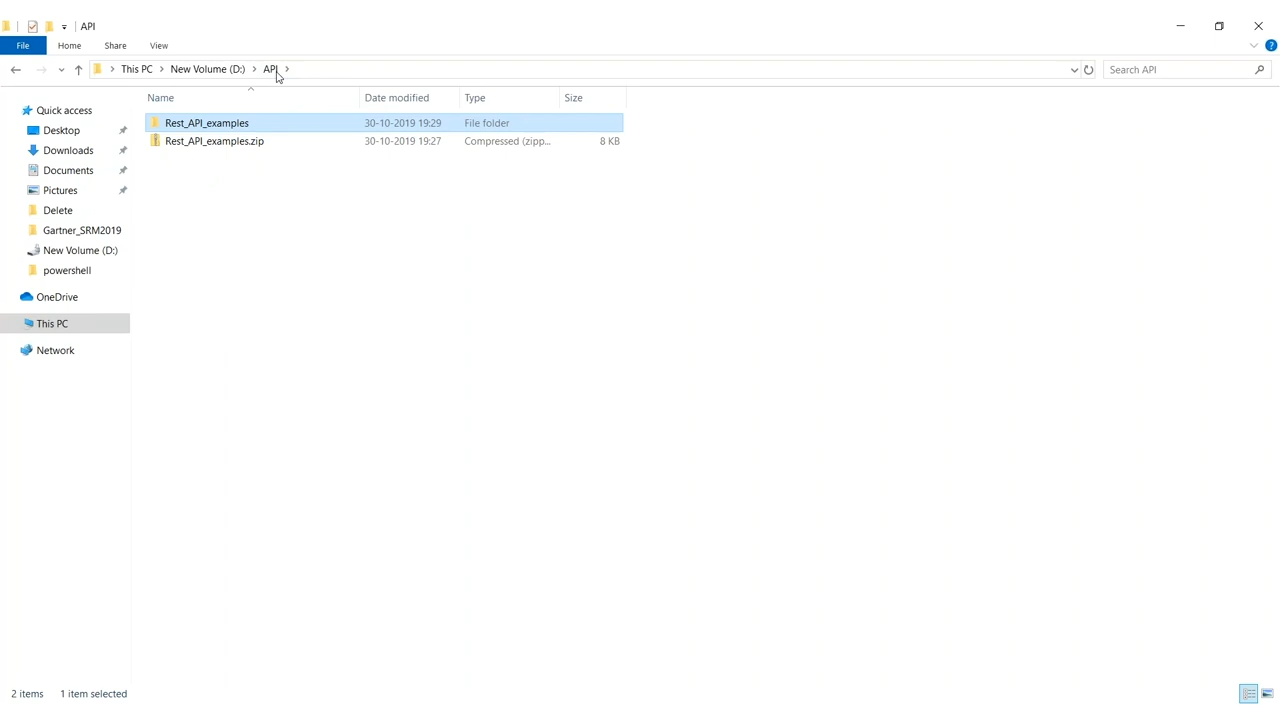 API
File Home Share View
This PC New Volume (D:) API
Search API
Name Date modified Type Size
Rest_API_examples 30-10-2019 19:29 File folder
Rest_API_examples.zip 30-10-2019 19:27 Compressed (zipp... 8 KB
Quick access
Desktop
Downloads
Documents
Pictures
Delete
Gartner_SRM2019
New Volume (D:)
powershell
OneDrive
This PC
Network
2 items 1 item selected